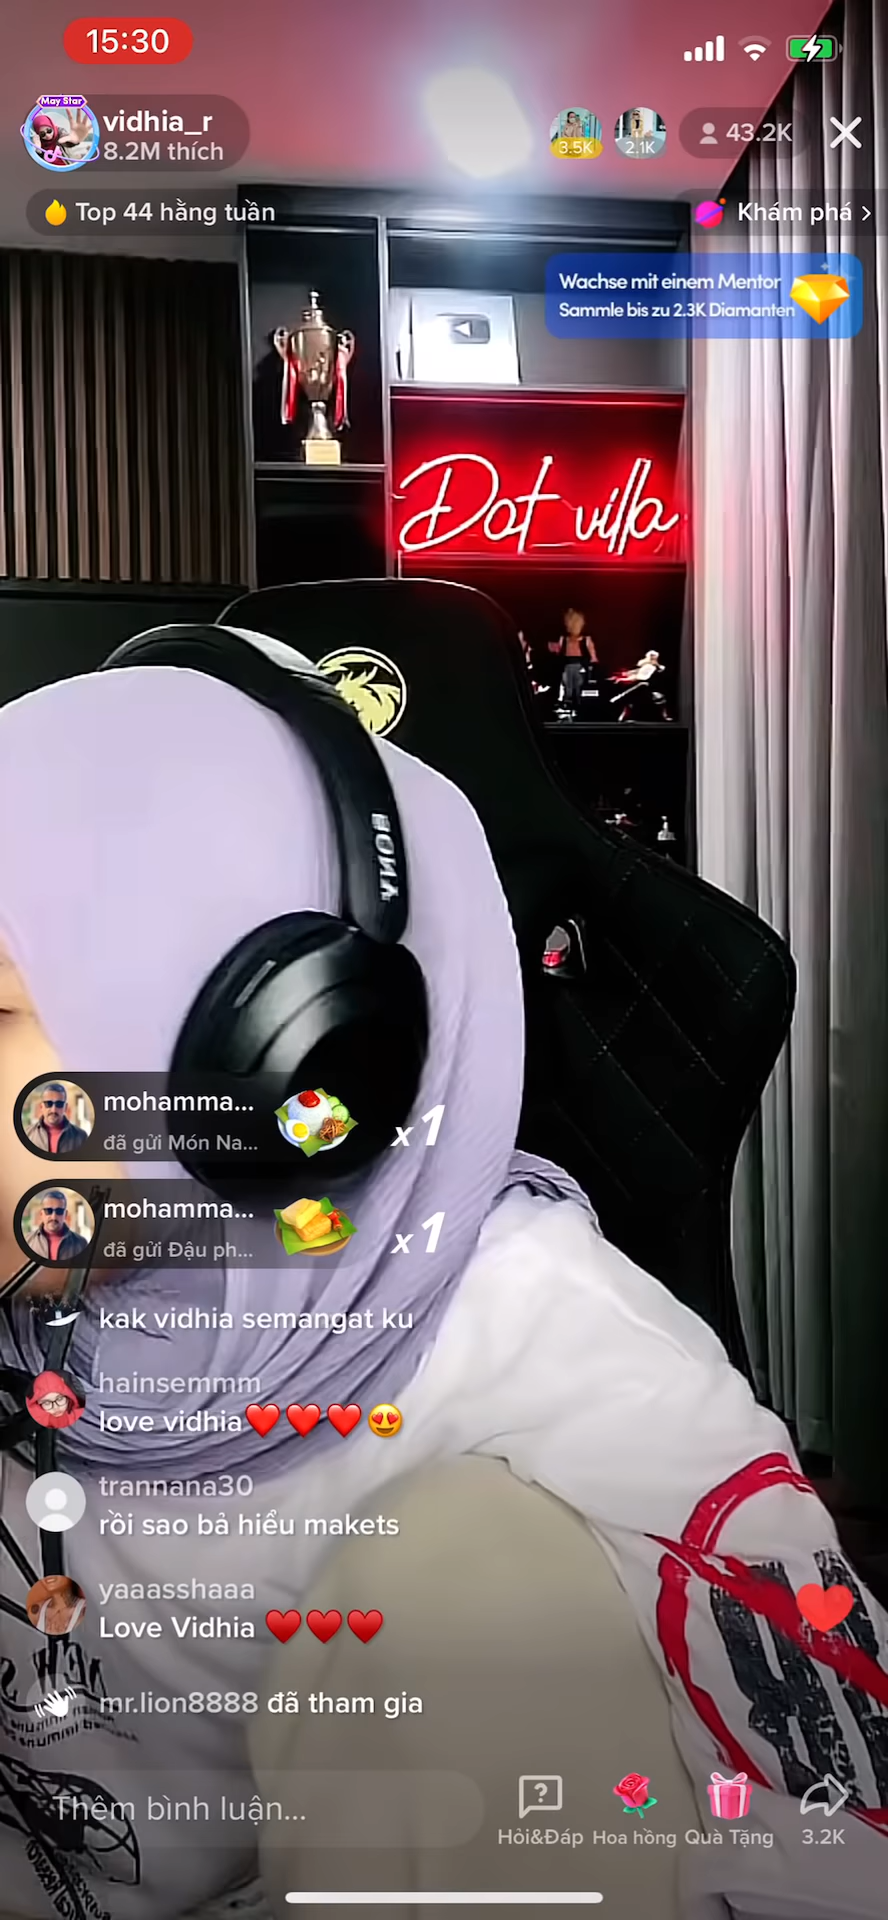 15:30
May Star
vidhia_r
8.2M thích
3.5K
2.1K
43.2K
Top 44 hằng tuần
Khám phá
Wachse mit einem Mentor
Sammle bis zu 2.3K Diamanten
Dot villa
SONY
mohamma...
đã gửi Món Na...
x1
mohamma...
đã gửi Đậu ph...
x1
kak vidhia semangat ku
hainsemmm
love vidhia❤️❤️❤️😍
trannana30
rồi sao bả hiểu makets
yaaasshaaa
Love Vidhia ♥️♥️♥️
mr.lion8888 đã tham gia
Thêm bình luận...
Hỏi&Đáp
Hoa hồng
Quà Tặng
3.2K